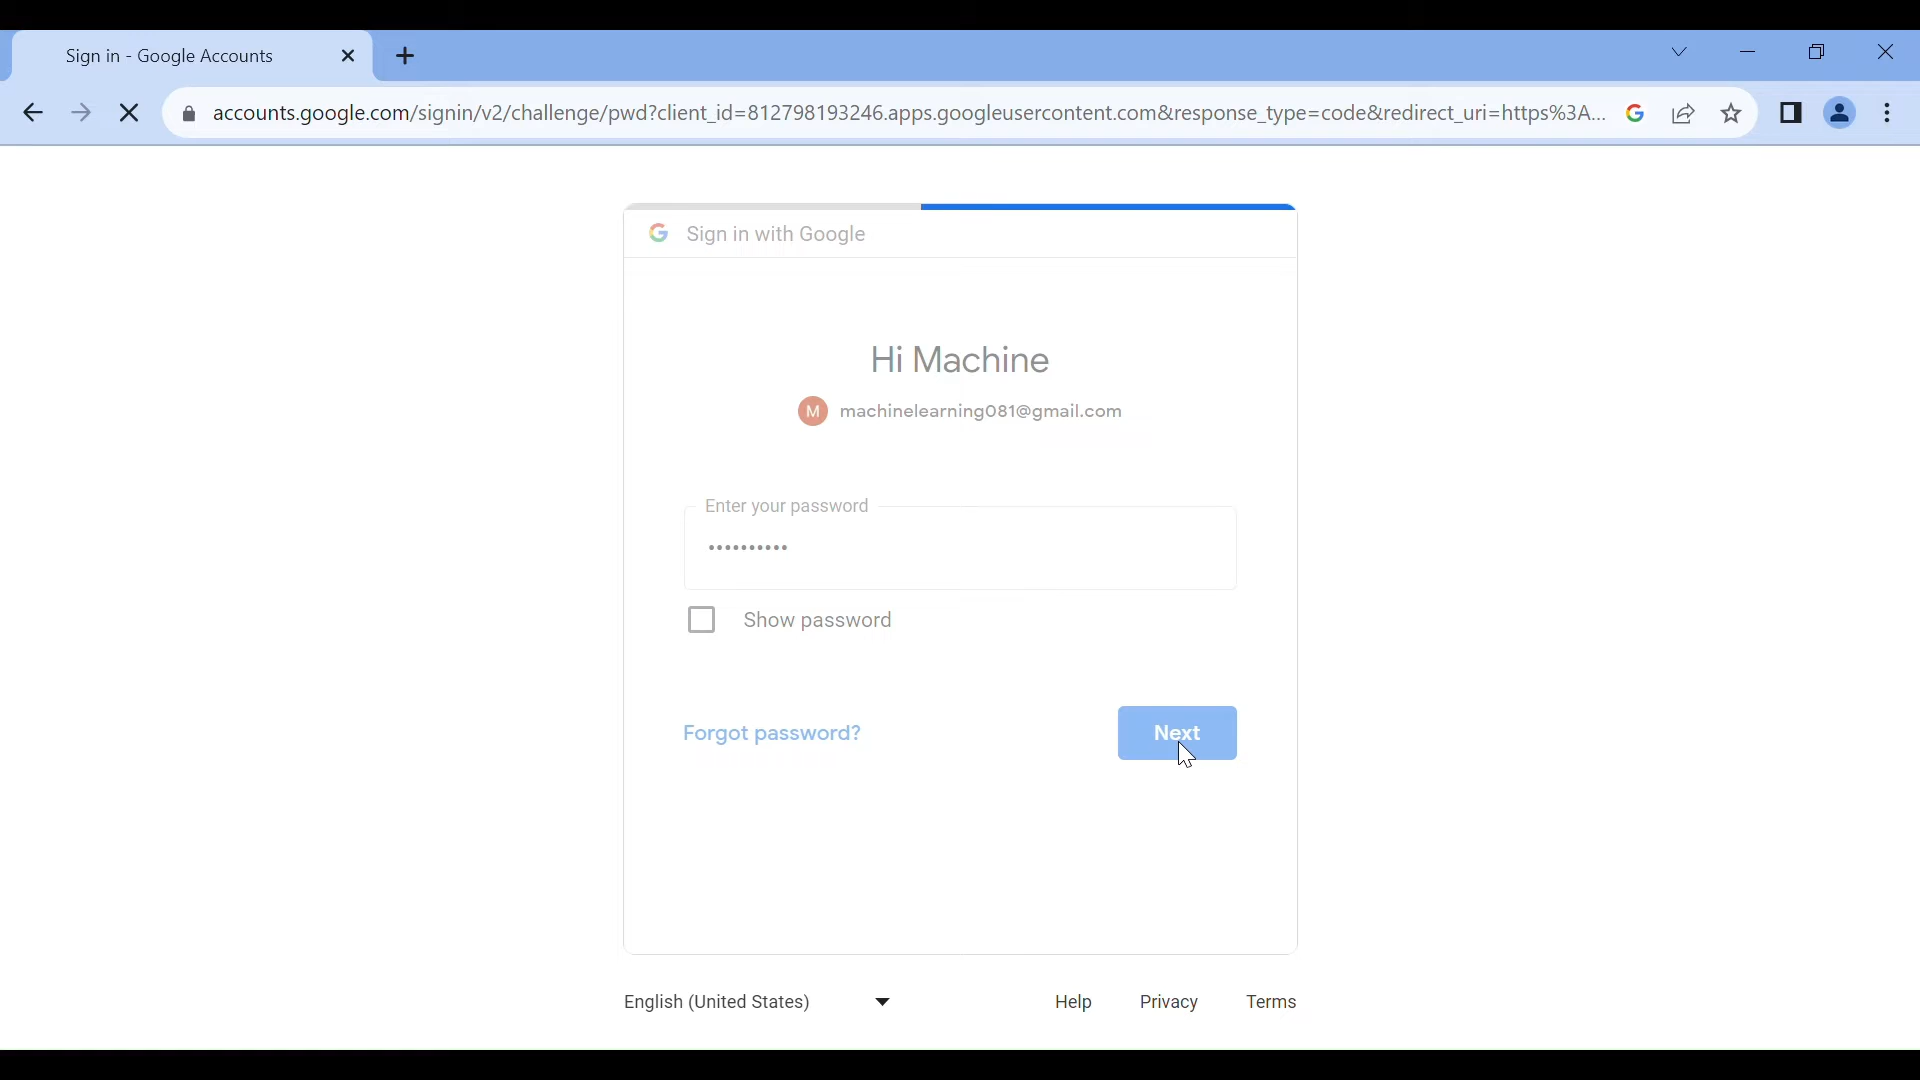 Sign in - Google Accounts
accounts.google.com/signin/v2/challenge/pwd?client_id=812798193246.apps.googleusercontent.com&response_type=code&redirect_uri=https%3A...
Sign in with Google
Hi Machine
M machinelearning081@gmail.com
Enter your password
••••••••••
Show password
Forgot password? Next
English (United States) Help Privacy Terms